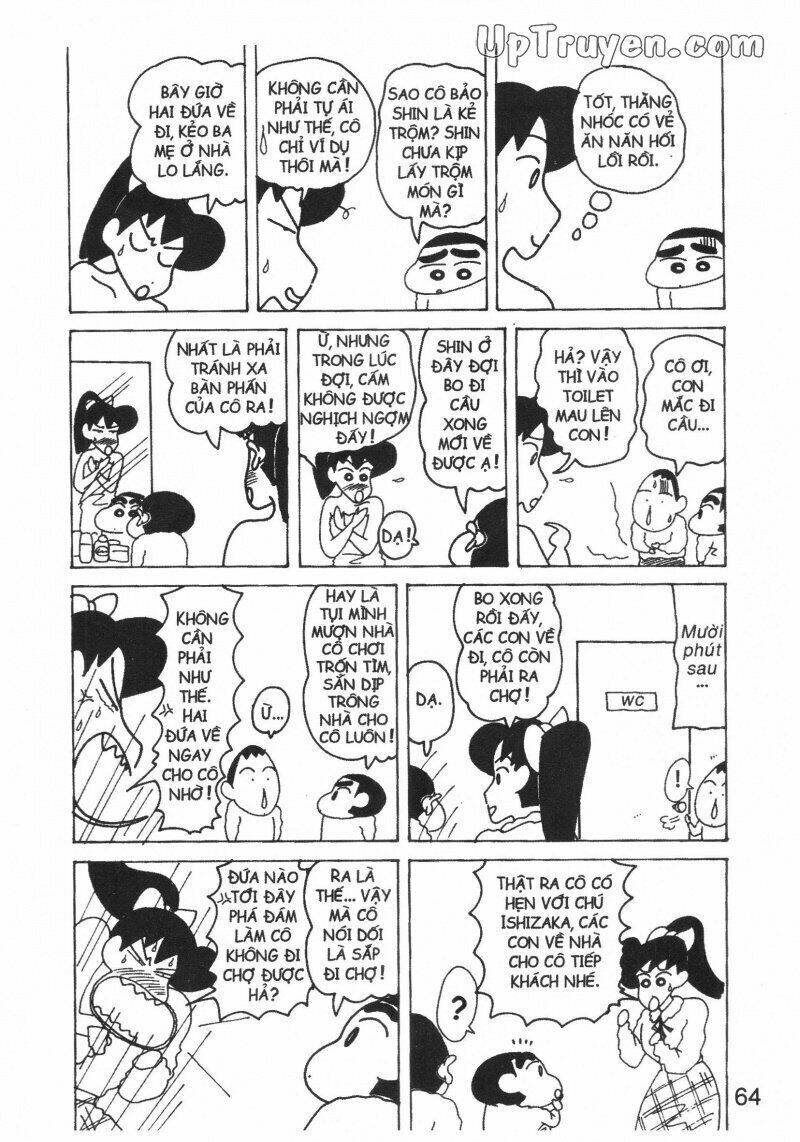 UpTruyen.com
TỐT, THẰNG
NHÓC CÓ VẺ
ĂN NĂN HỐI
LỖI RỒI.
SAO CÔ BẢO
SHIN LÀ KẺ
TRỘM? SHIN
CHƯA KỊP
LẤY TRỘM
MÓN GÌ
MÀ?
KHÔNG CẦN
PHẢI TỰ ÁI
NHƯ THẾ, CÔ
CHỈ VÍ DỤ
THÔI MÀ!
BÂY GIỜ
HAI ĐỨA VỀ
ĐI, KẺO BA
MẸ Ở NHÀ
LO LẮNG.
CÔ ƠI,
CON
MẮC ĐI
CẦU...
HẢ? VẬY
THÌ VÀO
TOILET
MAU LÊN
CON!
SHIN Ở
ĐÂY ĐỢI
BO ĐI
CẦU
XONG
MỚI VỀ
ĐƯỢC Ạ!
Ừ, NHƯNG
TRONG LÚC
ĐỢI, CẤM
KHÔNG ĐƯỢC
NGHỊCH NGỢM
ĐẤY!
DẠ!
NHẤT LÀ PHẢI
TRÁNH XA
BÀN PHẤN
CỦA CÔ RA!
Mười
phút
sau
...
WC
!
BO XONG
RỒI ĐẤY,
CÁC CON VỀ
ĐI, CÔ CÒN
PHẢI RA
CHỢ!
DẠ.
HAY LÀ
TỤI MÌNH
MƯỢN NHÀ
CÔ CHƠI
TRỐN TÌM,
SẴN DỊP
TRÔNG
NHÀ CHO
CÔ LUÔN!
Ừ...
KHÔNG
CẦN
PHẢI
NHƯ
THẾ.
HAI
ĐỨA VỀ
NGAY
CHO CÔ
NHỜ!
THẬT RA CÔ CÓ
HẸN VỚI CHÚ
ISHIZAKA, CÁC
CON VỀ NHÀ
CHO CÔ TIẾP
KHÁCH NHÉ.
?
RA LÀ
THẾ... VẬY
MÀ CÔ
NÓI DỐI
LÀ SẮP
ĐI CHỢ!
ĐỨA NÀO
TỚI ĐÂY
PHÁ ĐÁM
LÀM CÔ
KHÔNG ĐI
CHỢ ĐƯỢC
HẢ?
64